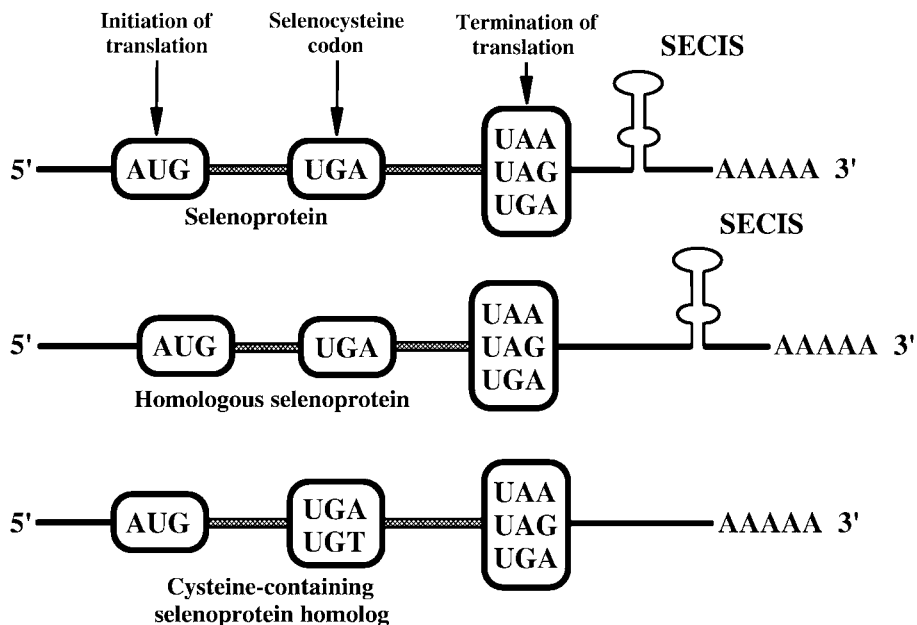 Initiation of
translation
Selenocysteine
codon
Termination of
translation
SECIS
5'
AUG
UGA
UAA
UAG
UGA
AAAAA 3'
Selenoprotein
SECIS
5'
AUG
UGA
UAA
UAG
UGA
AAAAA 3'
Homologous selenoprotein
5'
AUG
UGA
UGT
UAA
UAG
UGA
AAAAA 3'
Cysteine-containing
selenoprotein homolog